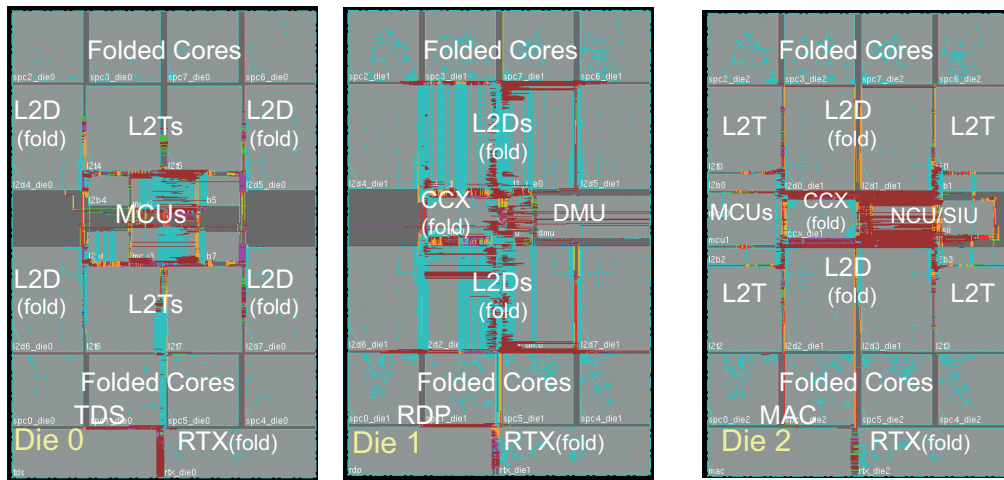 Folded Cores
spc2_die0
spc3_die0
spc7_die0
spc6_die0
L2D
(fold)
L2Ts
L2D
(fold)
l2t4
l2t5
l2d4_die0
l2d5_die0
l2b4
b5
MCUs
b7
L2D
(fold)
L2Ts
L2D
(fold)
l2d6_die0
l2t6
l2t7
l2d7_die0
Folded Cores
spc0_die0
spc5_die0
spc4_die0
TDS
Die 0
RTX(fold)
tds
rtx_die0
Folded Cores
spc2_die1
spc3_die1
spc7_die1
spc6_die1
L2Ds
(fold)
l2d4_die1
l2d5_die1
CCX
(fold)
DMU
dmu
L2Ds
(fold)
l2d6_die1
l2d7_die1
Folded Cores
spc0_die1
spc5_die1
spc4_die1
RDP
Die 1
RTX(fold)
rdp
rtx_die1
Folded Cores
spc2_die2
spc3_die2
spc7_die2
spc6_die2
L2T
L2D
(fold)
L2T
l2t0
l2d1_die1
l2b0
b1
MCUs
CCX
(fold)
NCU/SIU
mcu1
ccx_die1
l2b2
b3
L2T
L2D
(fold)
L2T
l2t2
l2d2_die1
l2d3_die1
l2t3
Folded Cores
spc0_die2
spc5_die2
spc4_die2
MAC
Die 2
RTX(fold)
mac
rtx_die2